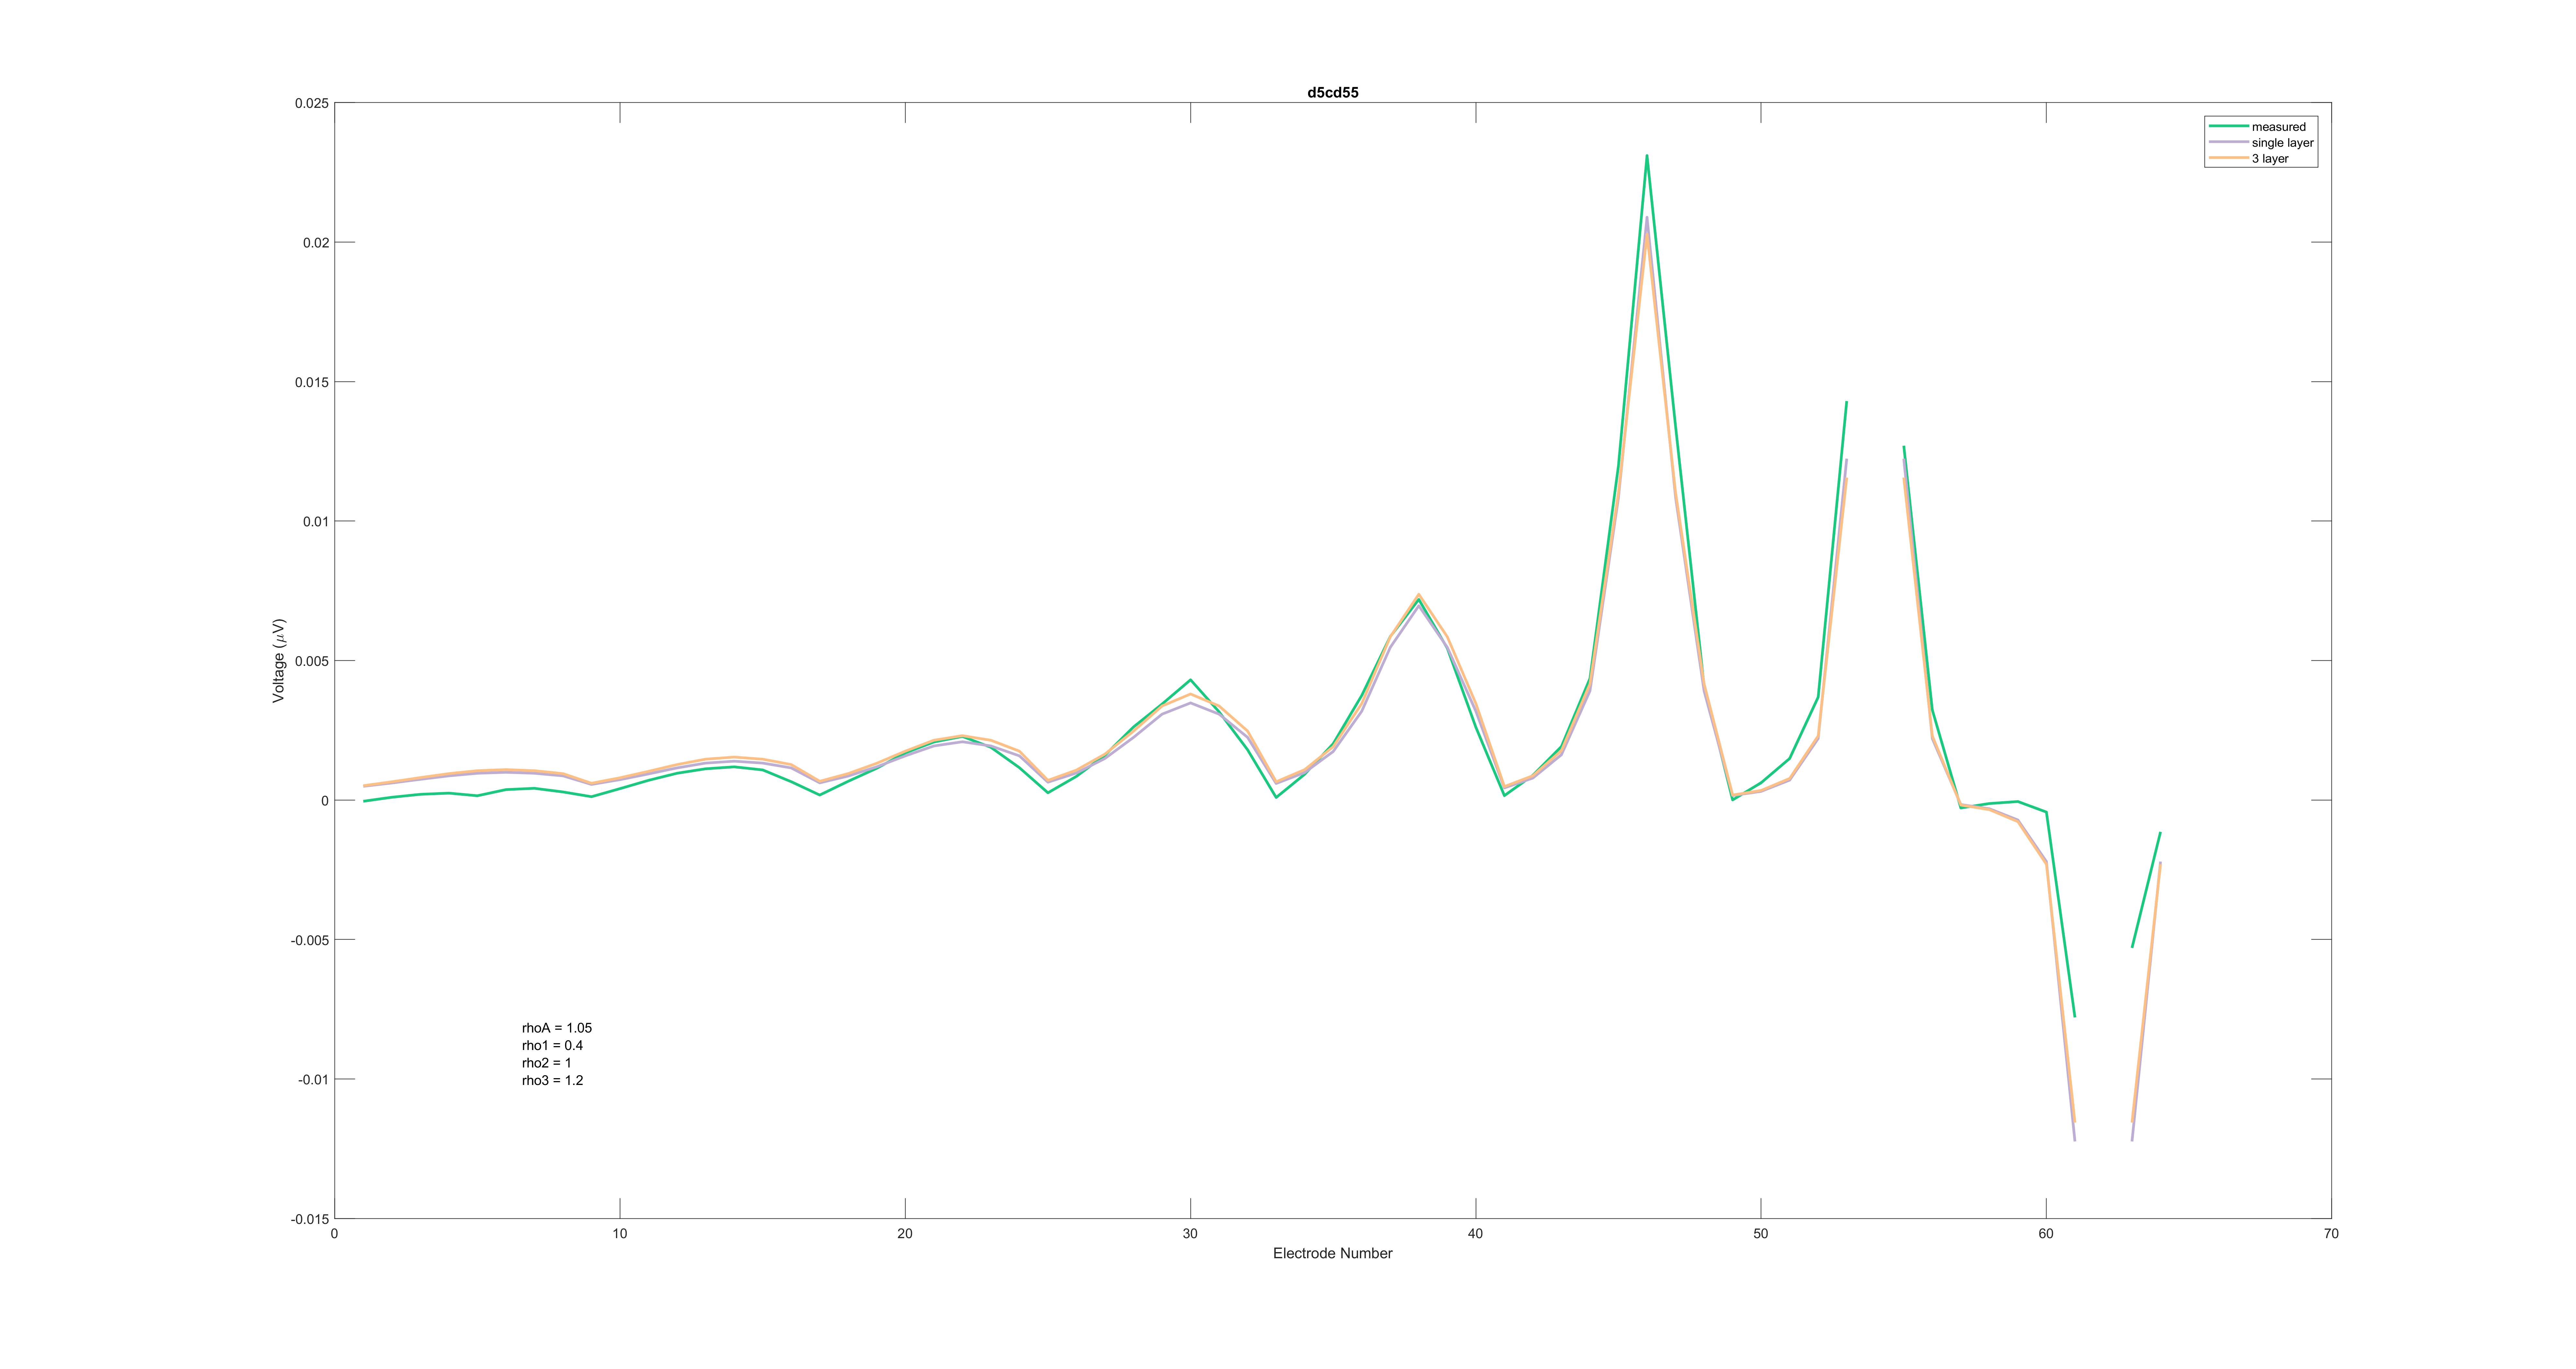 d5cd55
0.025
0.02
0.015
0.01
0.005
0
-0.005
-0.01
-0.015
Voltage (μV)
measured
single layer
3 layer
rhoA = 1.05
rho1 = 0.4
rho2 = 1
rho3 = 1.2
0 10 20 30 40 50 60 70
Electrode Number